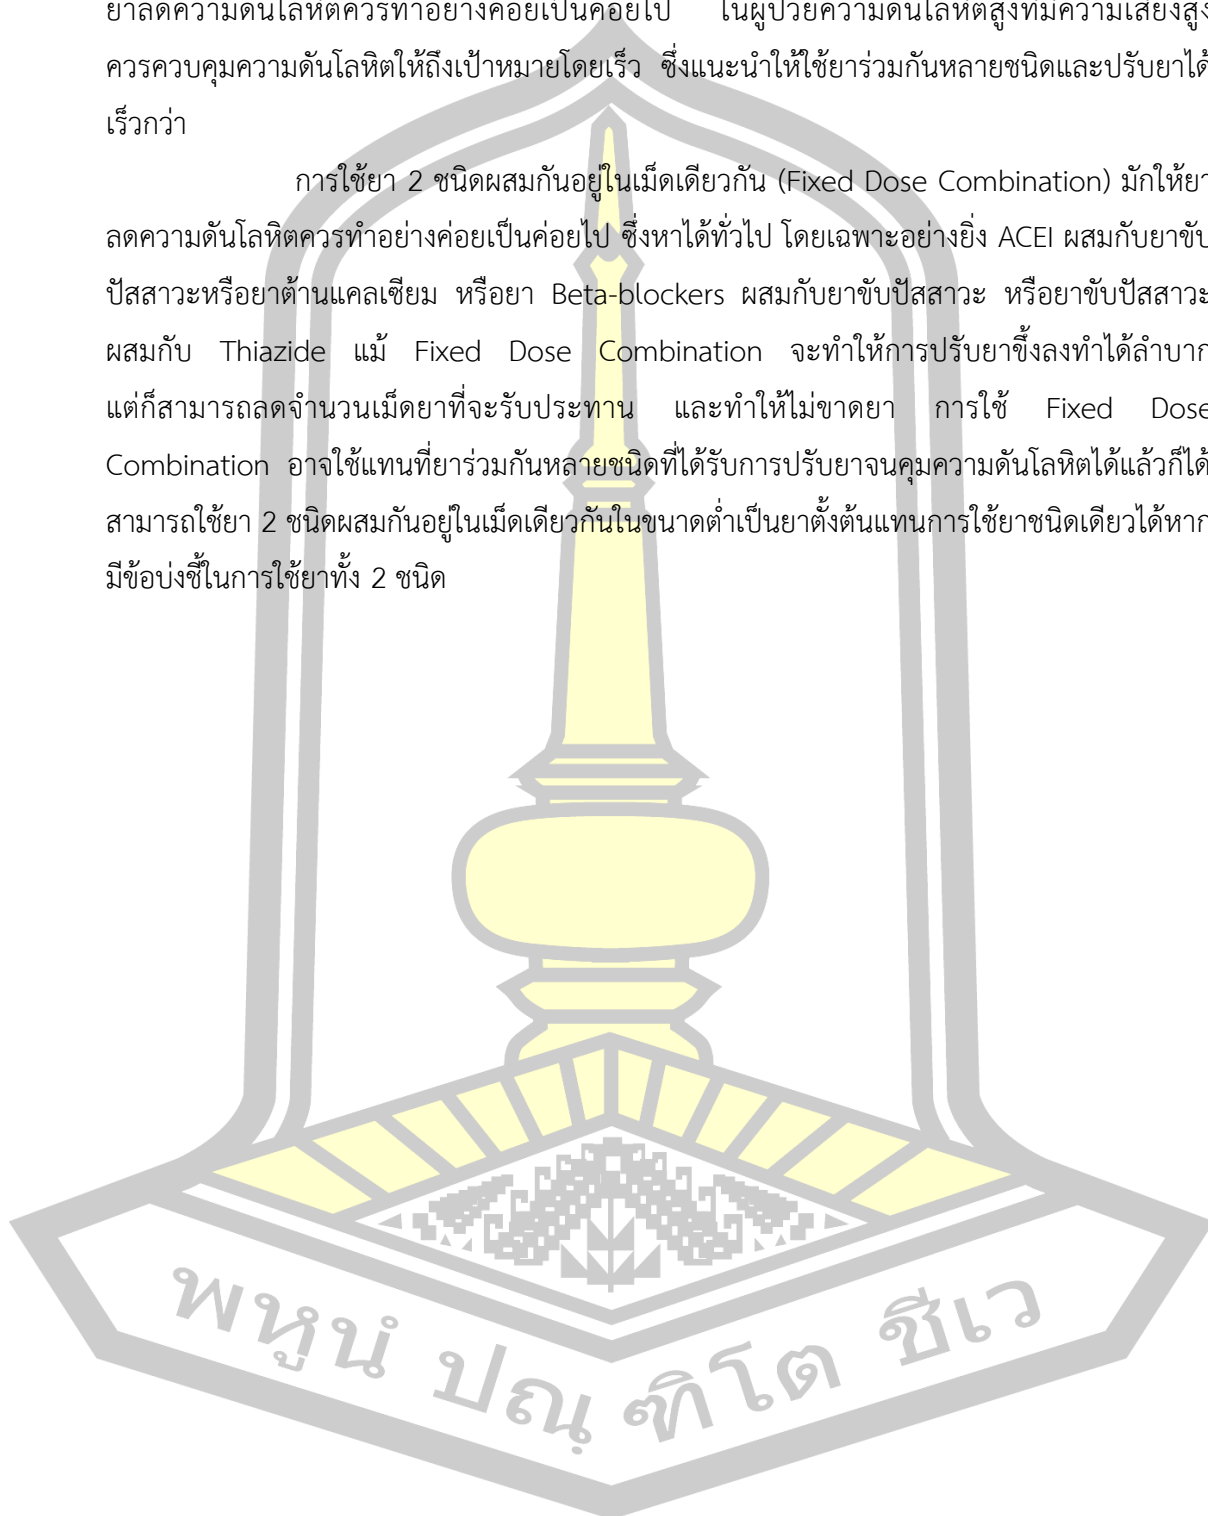 ยาลดความดันโลหิตควรทำอย่างค่อยเป็นค่อยไป ในผู้ป่วยความดันโลหิตสูงที่มีความเสี่ยงสูง
ควรควบคุมความดันโลหิตให้ถึงเป้าหมายโดยเร็ว ซึ่งแนะนำให้ใช้ยาร่วมกันหลายชนิดและปรับยาได้
เร็วกว่า
การใช้ยา 2 ชนิดผสมกันอยู่ในเม็ดเดียวกัน (Fixed Dose Combination) มักให้ยา
ลดความดันโลหิตควรทำอย่างค่อยเป็นค่อยไป ซึ่งหาได้ทั่วไป โดยเฉพาะอย่างยิ่ง ACEI ผสมกับยาขับ
ปัสสาวะหรือยาต้านแคลเซียม หรือยา Beta-blockers ผสมกับยาขับปัสสาวะ หรือยาขับปัสสาวะ
ผสมกับ Thiazide แม้ Fixed Dose Combination จะทำให้การปรับยาขึ้นลงทำได้ลำบาก
แต่ก็สามารถลดจำนวนเม็ดยาที่จะรับประทาน และทำให้ไม่ขาดยา การใช้ Fixed Dose
Combination อาจใช้แทนที่ยาร่วมกันหลายชนิดที่ได้รับการปรับยาจนคุมความดันโลหิตได้แล้วก็ได้
สามารถใช้ยา 2 ชนิดผสมกันอยู่ในเม็ดเดียวกันในขนาดต่ำเป็นยาตั้งต้นแทนการใช้ยาชนิดเดียวได้หาก
มีข้อบ่งชี้ในการใช้ยาทั้ง 2 ชนิด
พหูนํ ปณฺ ฑิโต ชีเว